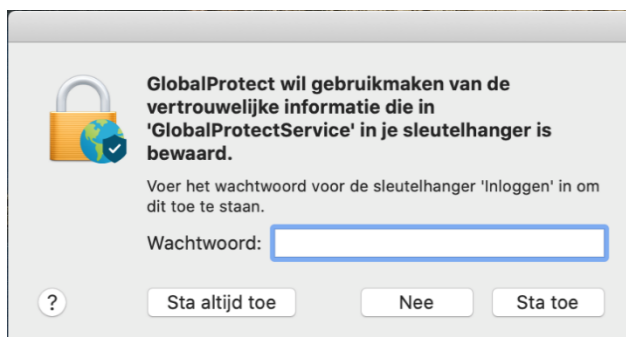 GlobalProtect wil gebruikmaken van de
vertrouwelijke informatie die in
'GlobalProtectService' in je sleutelhanger is
bewaard.
Voer het wachtwoord voor de sleutelhanger 'Inloggen' in om
dit toe te staan.
Wachtwoord:
? Sta altijd toe Nee Sta toe